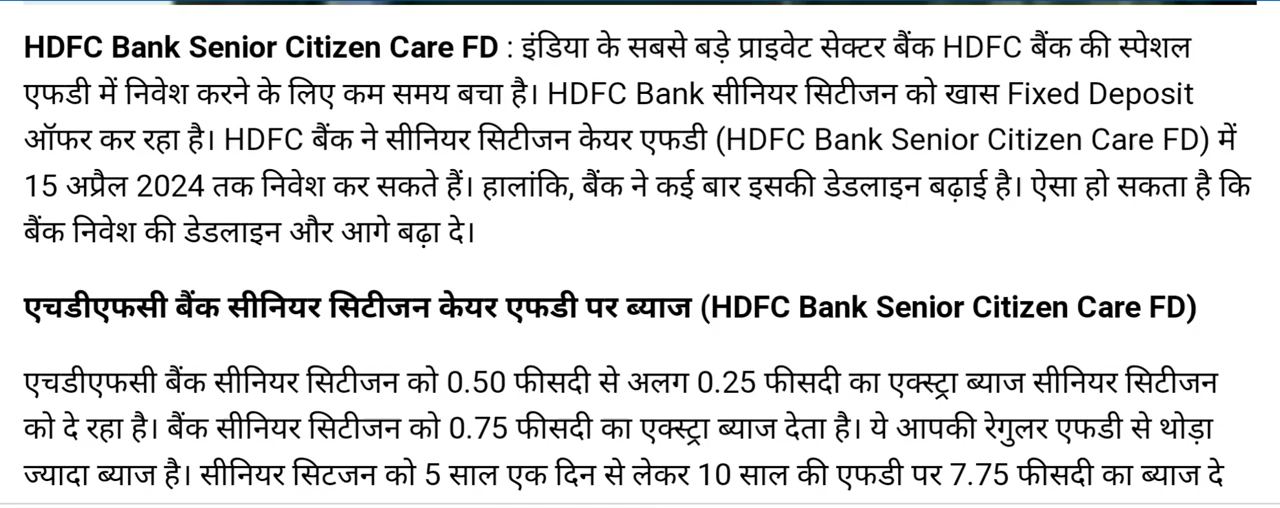 HDFC Bank Senior Citizen Care FD : इंडिया के सबसे बड़े प्राइवेट सेक्टर बैंक HDFC बैंक की स्पेशल
एफडी में निवेश करने के लिए कम समय बचा है। HDFC Bank सीनियर सिटीजन को खास Fixed Deposit
ऑफर कर रहा है। HDFC बैंक ने सीनियर सिटीजन केयर एफडी (HDFC Bank Senior Citizen Care FD) में
15 अप्रैल 2024 तक निवेश कर सकते हैं। हालांकि, बैंक ने कई बार इसकी डेडलाइन बढ़ाई है। ऐसा हो सकता है कि
बैंक निवेश की डेडलाइन और आगे बढ़ा दे।
एचडीएफसी बैंक सीनियर सिटीजन केयर एफडी पर ब्याज (HDFC Bank Senior Citizen Care FD)
एचडीएफसी बैंक सीनियर सिटीजन को 0.50 फीसदी से अलग 0.25 फीसदी का एक्स्ट्रा ब्याज सीनियर सिटीजन
को दे रहा है। बैंक सीनियर सिटीजन को 0.75 फीसदी का एक्स्ट्रा ब्याज देता है। ये आपकी रेगुलर एफडी से थोड़ा
ज्यादा ब्याज है। सीनियर सिटजन को 5 साल एक दिन से लेकर 10 साल की एफडी पर 7.75 फीसदी का ब्याज दे